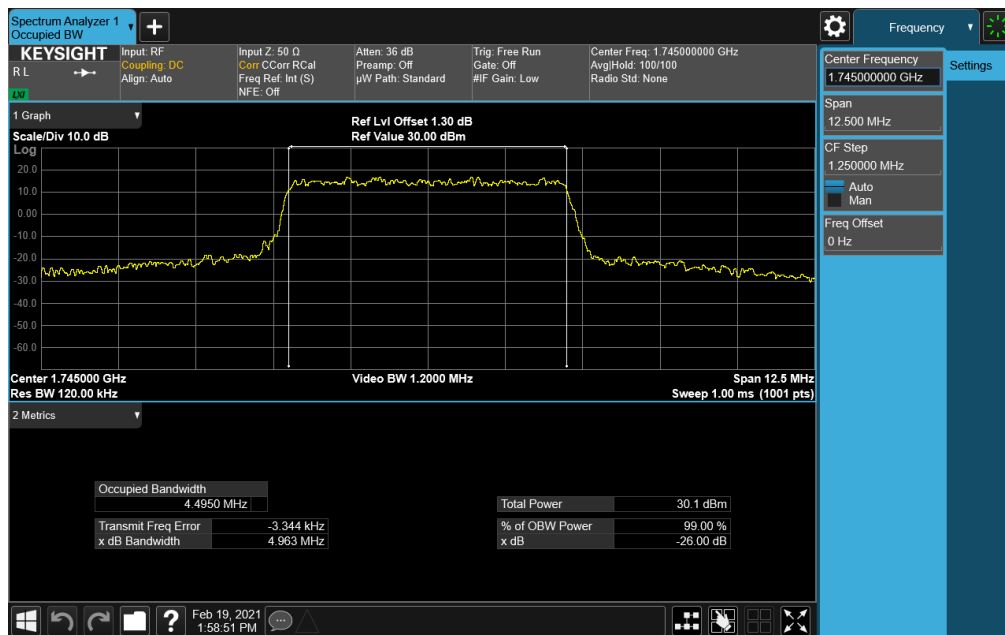 Spectrum Analyzer 1
Occupied BW
Frequency
KEYSIGHT
R L
LXI
Input: RF
Coupling: DC
Align: Auto
Input Z: 50 Ω
Corr CCorr RCal
Freq Ref: Int (S)
NFE: Off
Atten: 36 dB
Preamp: Off
µW Path: Standard
Trig: Free Run
Gate: Off
#IF Gain: Low
Center Freq: 1.745000000 GHz
Avg|Hold: 100/100
Radio Std: None
Center Frequency
1.745000000 GHz
Settings
Span
12.500 MHz
CF Step
1.250000 MHz
Auto
Man
Freq Offset
0 Hz
1 Graph
Scale/Div 10.0 dB
Ref Lvl Offset 1.30 dB
Ref Value 30.00 dBm
Log
20.0
10.0
0.00
-10.0
-20.0
-30.0
-40.0
-50.0
-60.0
Center 1.745000 GHz
Video BW 1.2000 MHz
Span 12.5 MHz
Res BW 120.00 kHz
Sweep 1.00 ms (1001 pts)
2 Metrics
Occupied Bandwidth
4.4950 MHz
Total Power 30.1 dBm
Transmit Freq Error -3.344 kHz
% of OBW Power 99.00 %
x dB Bandwidth 4.963 MHz
x dB -26.00 dB
?
Feb 19, 2021
1:58:51 PM